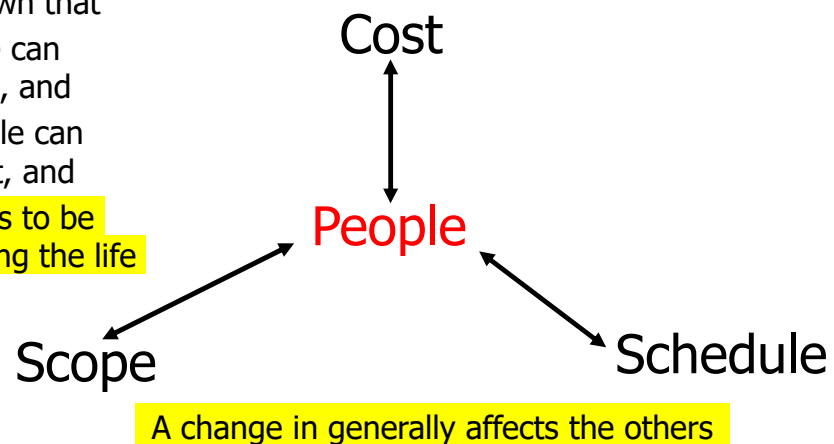 wn that
can
, and
le can
t, and
s to be
ng the life
Cost
People
Scope
Schedule
A change in generally affects the others